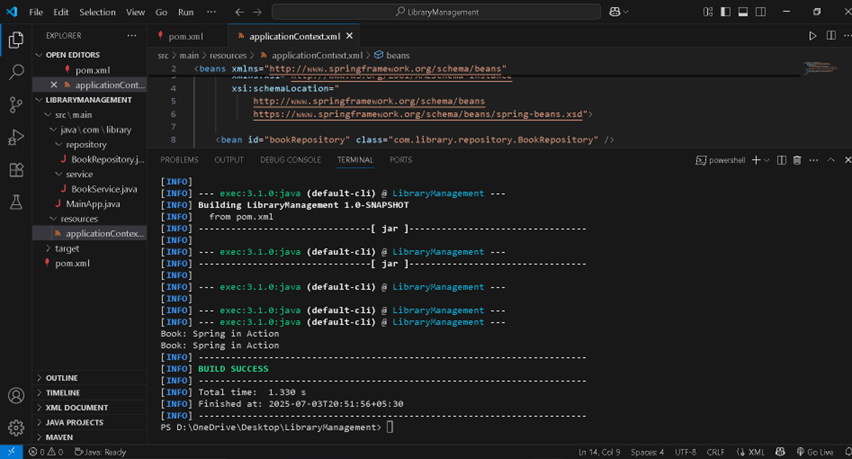 File Edit Selection View Go Run ...
LibraryManagement
EXPLORER
OPEN EDITORS
pom.xml
applicationCont...
LIBRARYMANAGEMENT
src\main
java\com\library
repository
BookRepository.j...
service
BookService.java
MainApp.java
resources
applicationContex...
target
pom.xml
OUTLINE
TIMELINE
XML DOCUMENT
JAVA PROJECTS
MAVEN
pom.xml
applicationContext.xml
src > main > resources > applicationContext.xml > beans
2 <beans xmlns="http://www.springframework.org/schema/beans"
4 xsi:schemaLocation="
5 http://www.springframework.org/schema/beans
6 https://www.springframework.org/schema/beans/spring-beans.xsd">
7
8 <bean id="bookRepository" class="com.library.repository.BookRepository" />
PROBLEMS OUTPUT DEBUG CONSOLE TERMINAL PORTS
powershell
[INFO]
[INFO] --- exec:3.1.0:java (default-cli) @ LibraryManagement ---
[INFO] Building LibraryManagement 1.0-SNAPSHOT
[INFO]   from pom.xml
[INFO] --------------------------------[ jar ]---------------------------------
[INFO]
[INFO] --- exec:3.1.0:java (default-cli) @ LibraryManagement ---
[INFO] --------------------------------[ jar ]---------------------------------
[INFO]
[INFO] --- exec:3.1.0:java (default-cli) @ LibraryManagement ---
[INFO]
[INFO] --- exec:3.1.0:java (default-cli) @ LibraryManagement ---
[INFO] --- exec:3.1.0:java (default-cli) @ LibraryManagement ---
Book: Spring in Action
Book: Spring in Action
[INFO] ------------------------------------------------------------------------
[INFO] BUILD SUCCESS
[INFO] ------------------------------------------------------------------------
[INFO] Total time:  1.330 s
[INFO] Finished at: 2025-07-03T20:51:56+05:30
[INFO] ------------------------------------------------------------------------
PS D:\OneDrive\Desktop\LibraryManagement>
0 0 Java: Ready
Ln 14, Col 9 Spaces: 4 UTF-8 CRLF XML Go Live